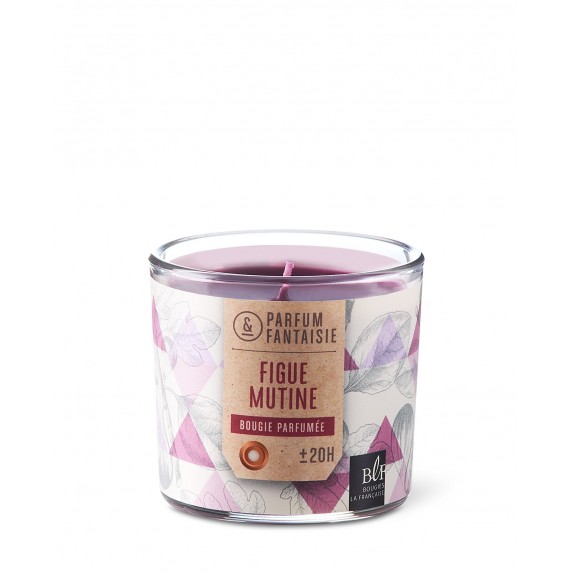 &
PARFUM
FANTAISIE
FIGUE
MUTINE
BOUGIE PARFUMÉE
±20H
BLF
BOUGIES
LA FRANÇAISE